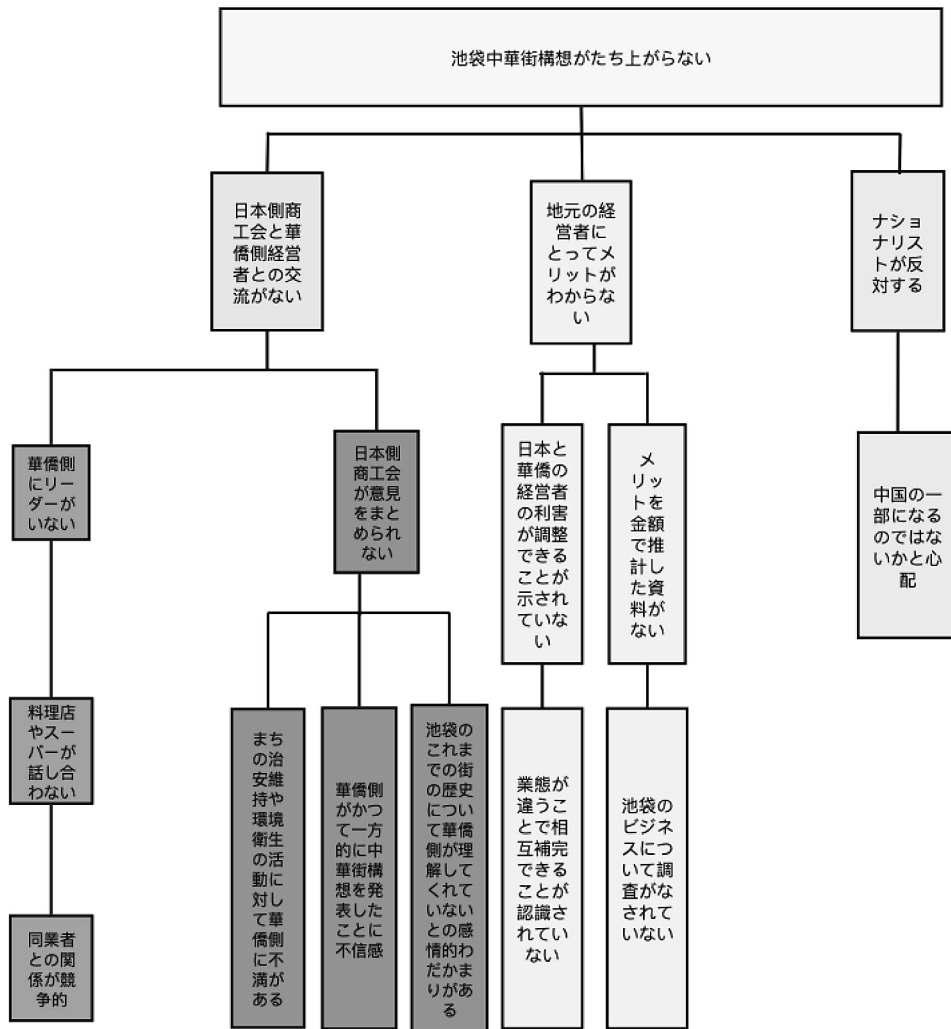 池袋中華街構想がたち上がらない
日本側商
工会と華
僑側経営
者との交
流がない
地元の経
営者に
とってメ
リットが
わからな
い
ナショ
ナリス
トが反
対する
華僑側
にリー
ダーが
いない
日本側
商工会
が意見
をまと
められ
ない
日本と
華僑の
経営者
の利害
が調整
できる
ことが
示され
ていな
い
メ
リット
を
金額
で推
計し
た資
料が
ない
中国の一
部になる
のではな
いかと心
配
料理店
やスー
パーが
話し合
わない
まち
の治
安維
持や
環境
衛生
の活
動に
対し
て華
僑側
に不
満が
ある
華僑側
がかつ
て一方
的に中
華街構
想を発
表した
ことに
不信感
池袋の
これま
での街
の歴史
につい
て華僑
側が理
解して
くれて
いない
との感
情的わ
だかま
りがあ
る
業態が
違うこ
とで相
互補完
できる
ことが
認識さ
れてい
ない
池袋の
ビジネ
スにつ
いて調
査がな
されて
いない
同業者
との関
係が競
争的